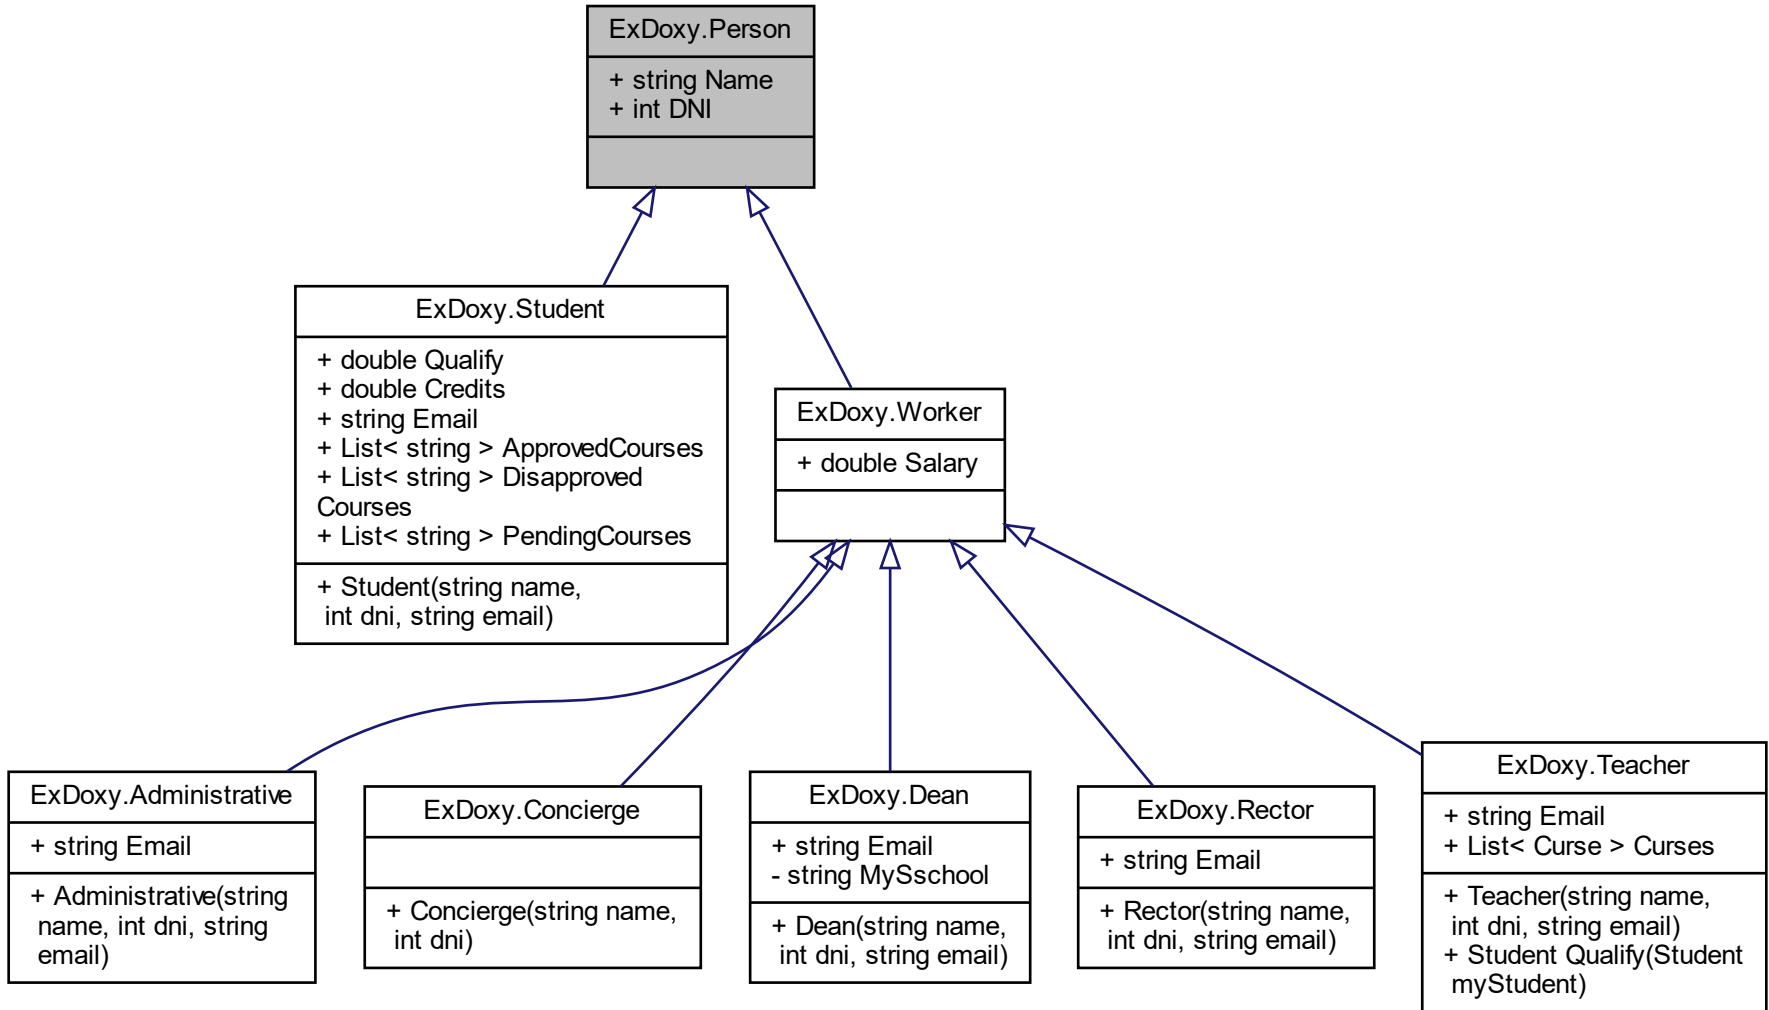 ExDoxy.Person
+ string Name
+ int DNI
ExDoxy.Student
+ double Qualify
+ double Credits
+ string Email
+ List< string > ApprovedCourses
+ List< string > Disapproved
Courses
+ List< string > PendingCourses
+ Student(string name,
int dni, string email)
ExDoxy.Worker
+ double Salary
ExDoxy.Administrative
+ string Email
+ Administrative(string
name, int dni, string
email)
ExDoxy.Concierge
+ Concierge(string name,
int dni)
ExDoxy.Dean
+ string Email
- string MySschool
+ Dean(string name,
int dni, string email)
ExDoxy.Rector
+ string Email
+ Rector(string name,
int dni, string email)
ExDoxy.Teacher
+ string Email
+ List< Curse > Curses
+ Teacher(string name,
int dni, string email)
+ Student Qualify(Student
myStudent)